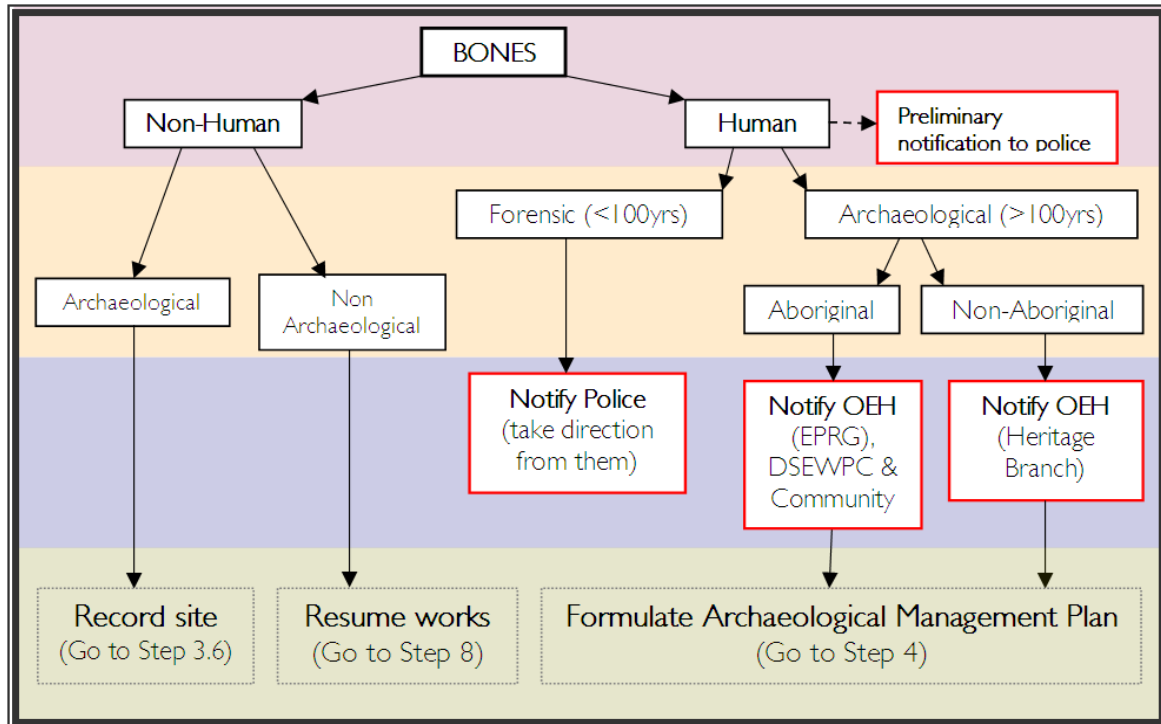 BONES
Non-Human
Human
Preliminary
notification to police
Forensic (<100yrs)
Archaeological (>100yrs)
Archaeological
Non
Archaeological
Aboriginal
Non-Aboriginal
Notify Police
(take direction
from them)
Notify OEH
(EPRG),
DSEWPC &
Community
Notify OEH
(Heritage
Branch)
Record site
(Go to Step 3.6)
Resume works
(Go to Step 8)
Formulate Archaeological Management Plan
(Go to Step 4)